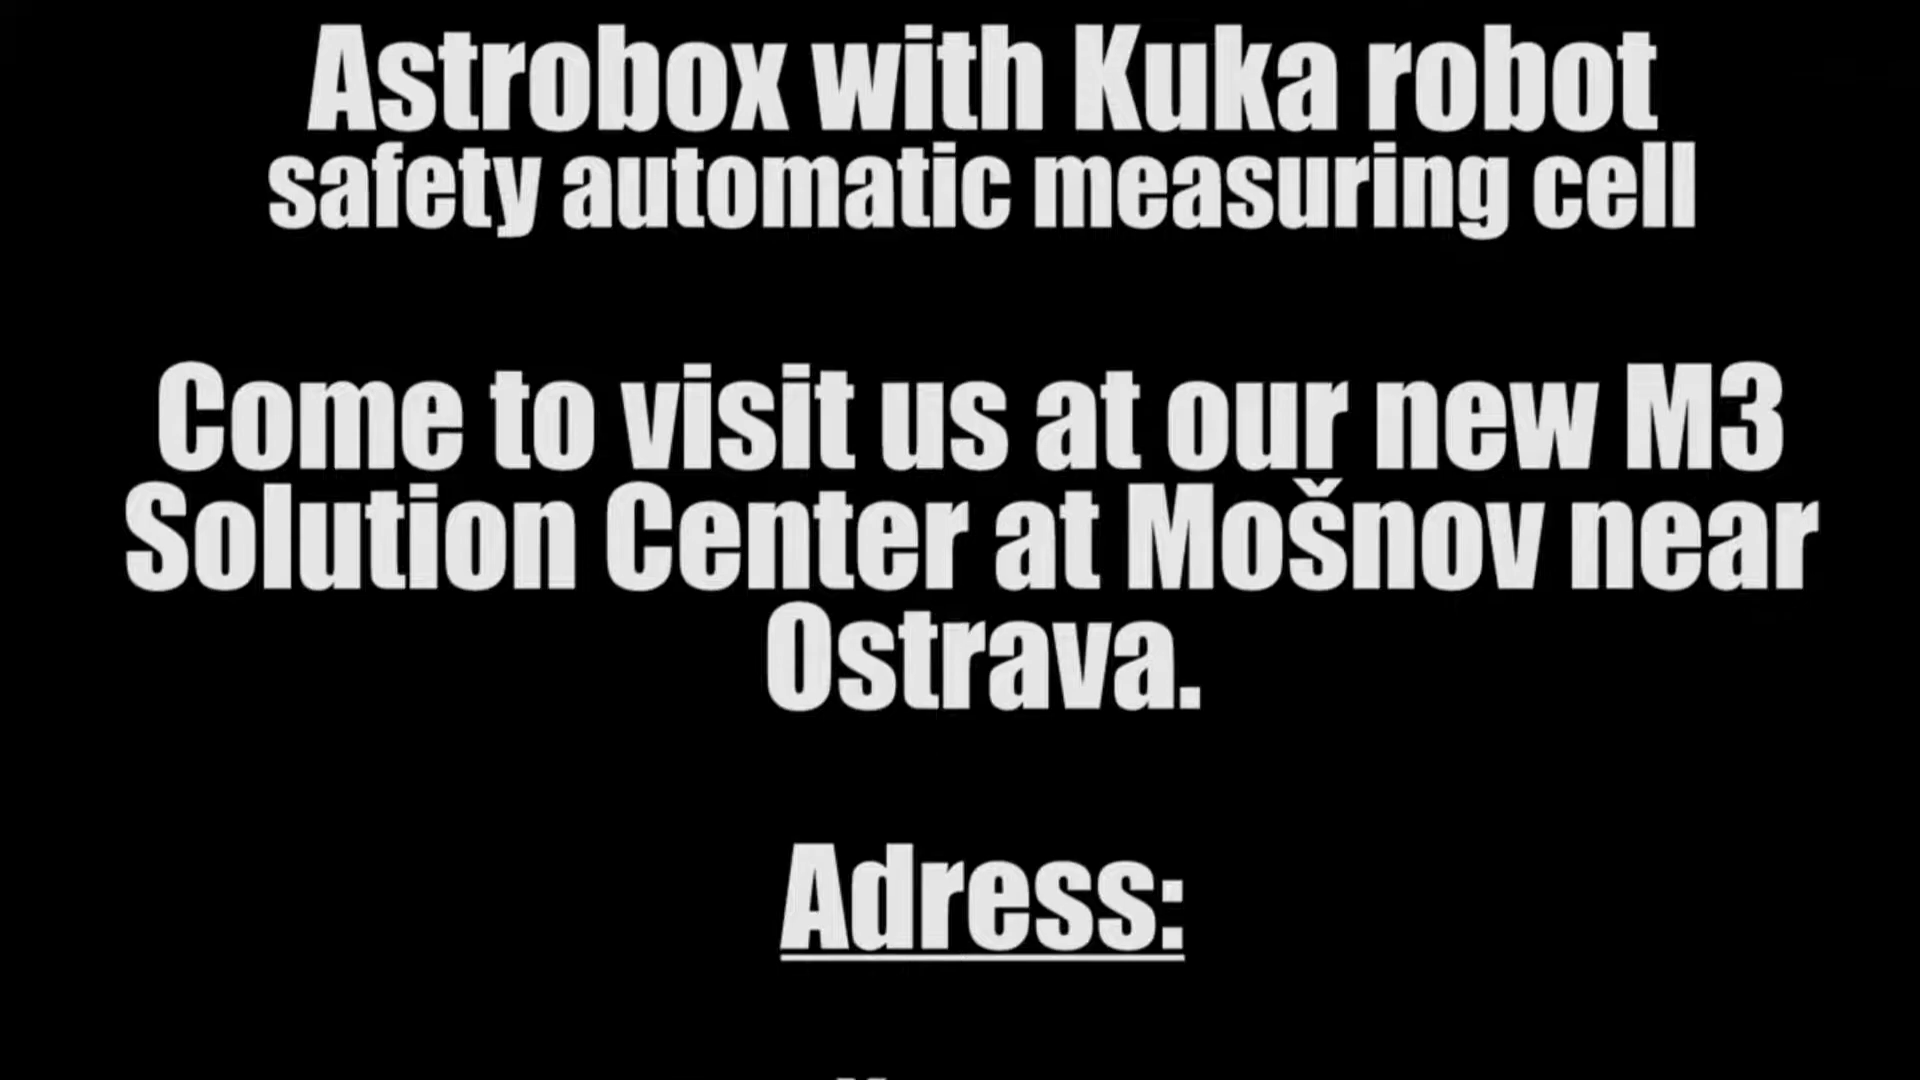 Astrobox with Kuka robot
safety automatic measuring cell
Come to visit us at our new M3
Solution Center at Mošnov near
Ostrava.
Adress: